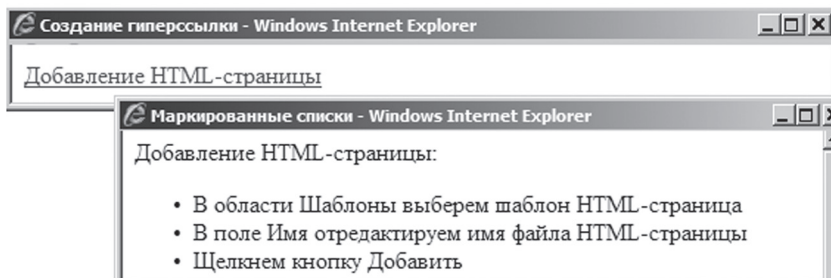 Создание гиперссылки - Windows Internet Explorer
Добавление HTML-страницы
Маркированные списки - Windows Internet Explorer
Добавление HTML-страницы:
• В области Шаблоны выберем шаблон HTML-страница
• В поле Имя отредактируем имя файла HTML-страницы
• Щелкнем кнопку Добавить